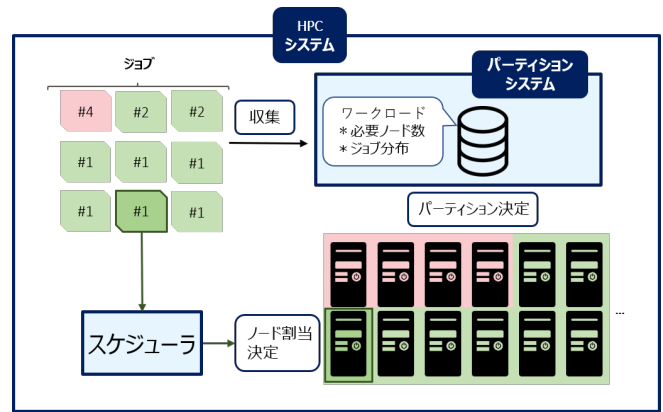 HPC
システム
ジョブ
パーティション
システム
#4
#2
#2
収集
ワークロード
* 必要ノード数
* ジョブ分布
#1
#1
#1
#1
#1
#1
パーティション決定
スケジューラ
ノード割当
決定
...